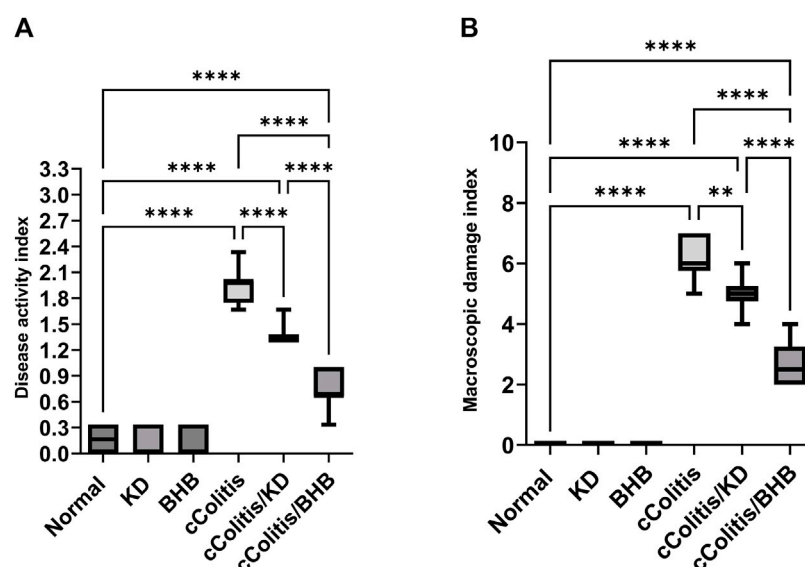 A
****
****
**** ****
**** ****
3.3
3.0
2.7
2.4
2.1
1.8
1.5
1.2
0.9
0.6
0.3
0.0
Disease activity index
Normal
KD
BHB
cColitis
cColitis/KD
cColitis/BHB
B
****
****
**** ****
**** **
10
8
6
4
2
0
Macroscopic damage index
Normal
KD
BHB
cColitis
cColitis/KD
cColitis/BHB